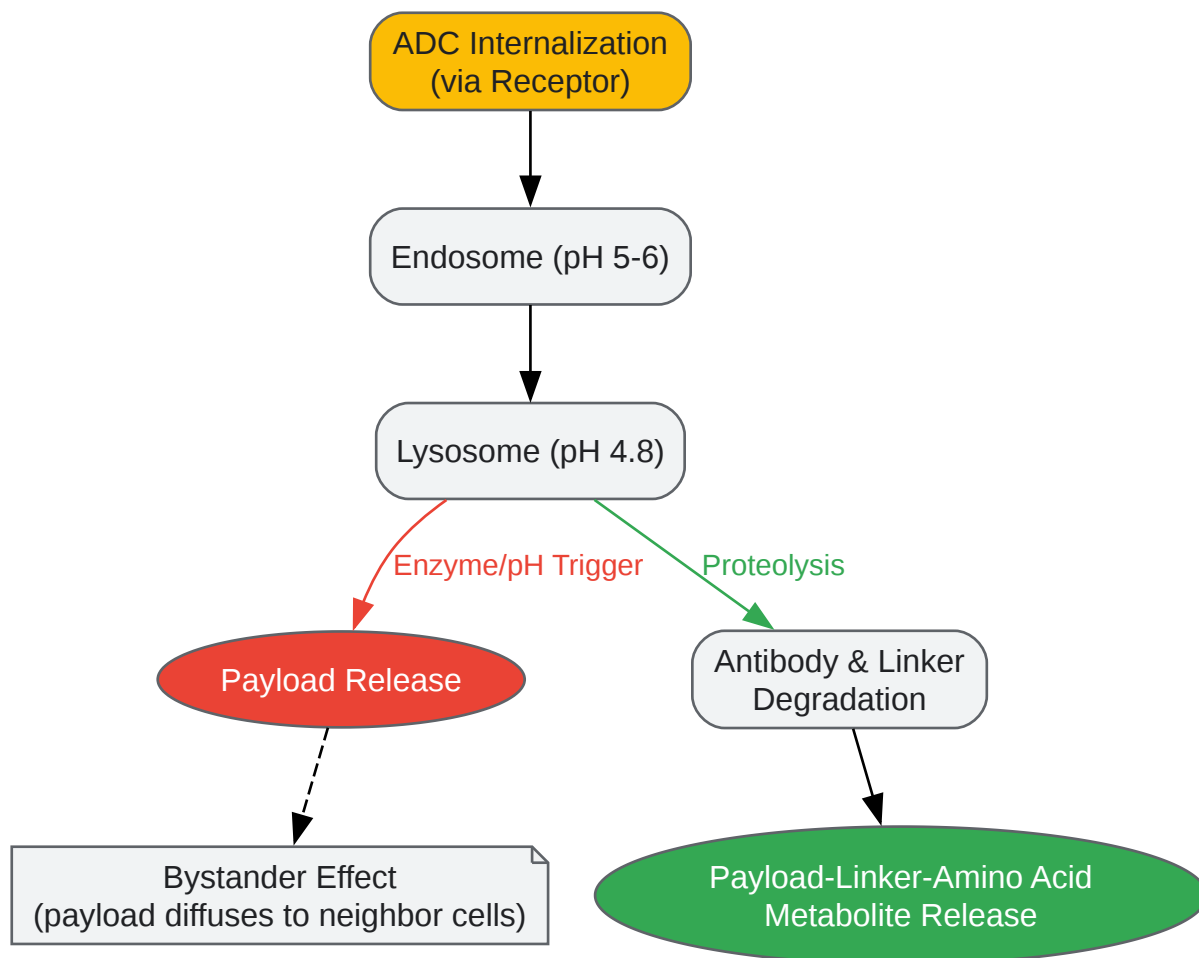 ADC Internalization
(via Receptor)
Endosome (pH 5-6)
Lysosome (pH 4.8)
Enzyme/pH Trigger
Proteolysis
Payload Release
Antibody & Linker
Degradation
Bystander Effect
(payload diffuses to neighbor cells)
Payload-Linker-Amino Acid
Metabolite Release